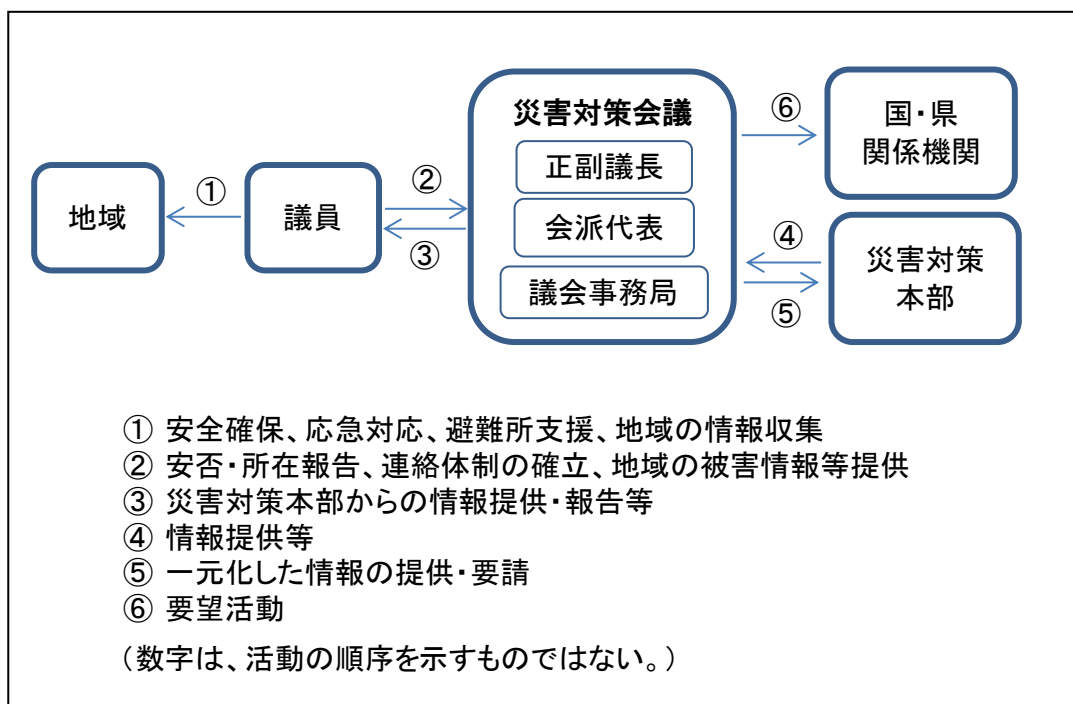 災害対策会議
正副議長
会派代表
議会事務局
地域
①
議員
②
③
⑥
国・県
関係機関
④
⑤
災害対策
本部
① 安全確保、応急対応、避難所支援、地域の情報収集
② 安否・所在報告、連絡体制の確立、地域の被害情報等提供
③ 災害対策本部からの情報提供・報告等
④ 情報提供等
⑤ 一元化した情報の提供・要請
⑥ 要望活動
（数字は、活動の順序を示すものではない。）